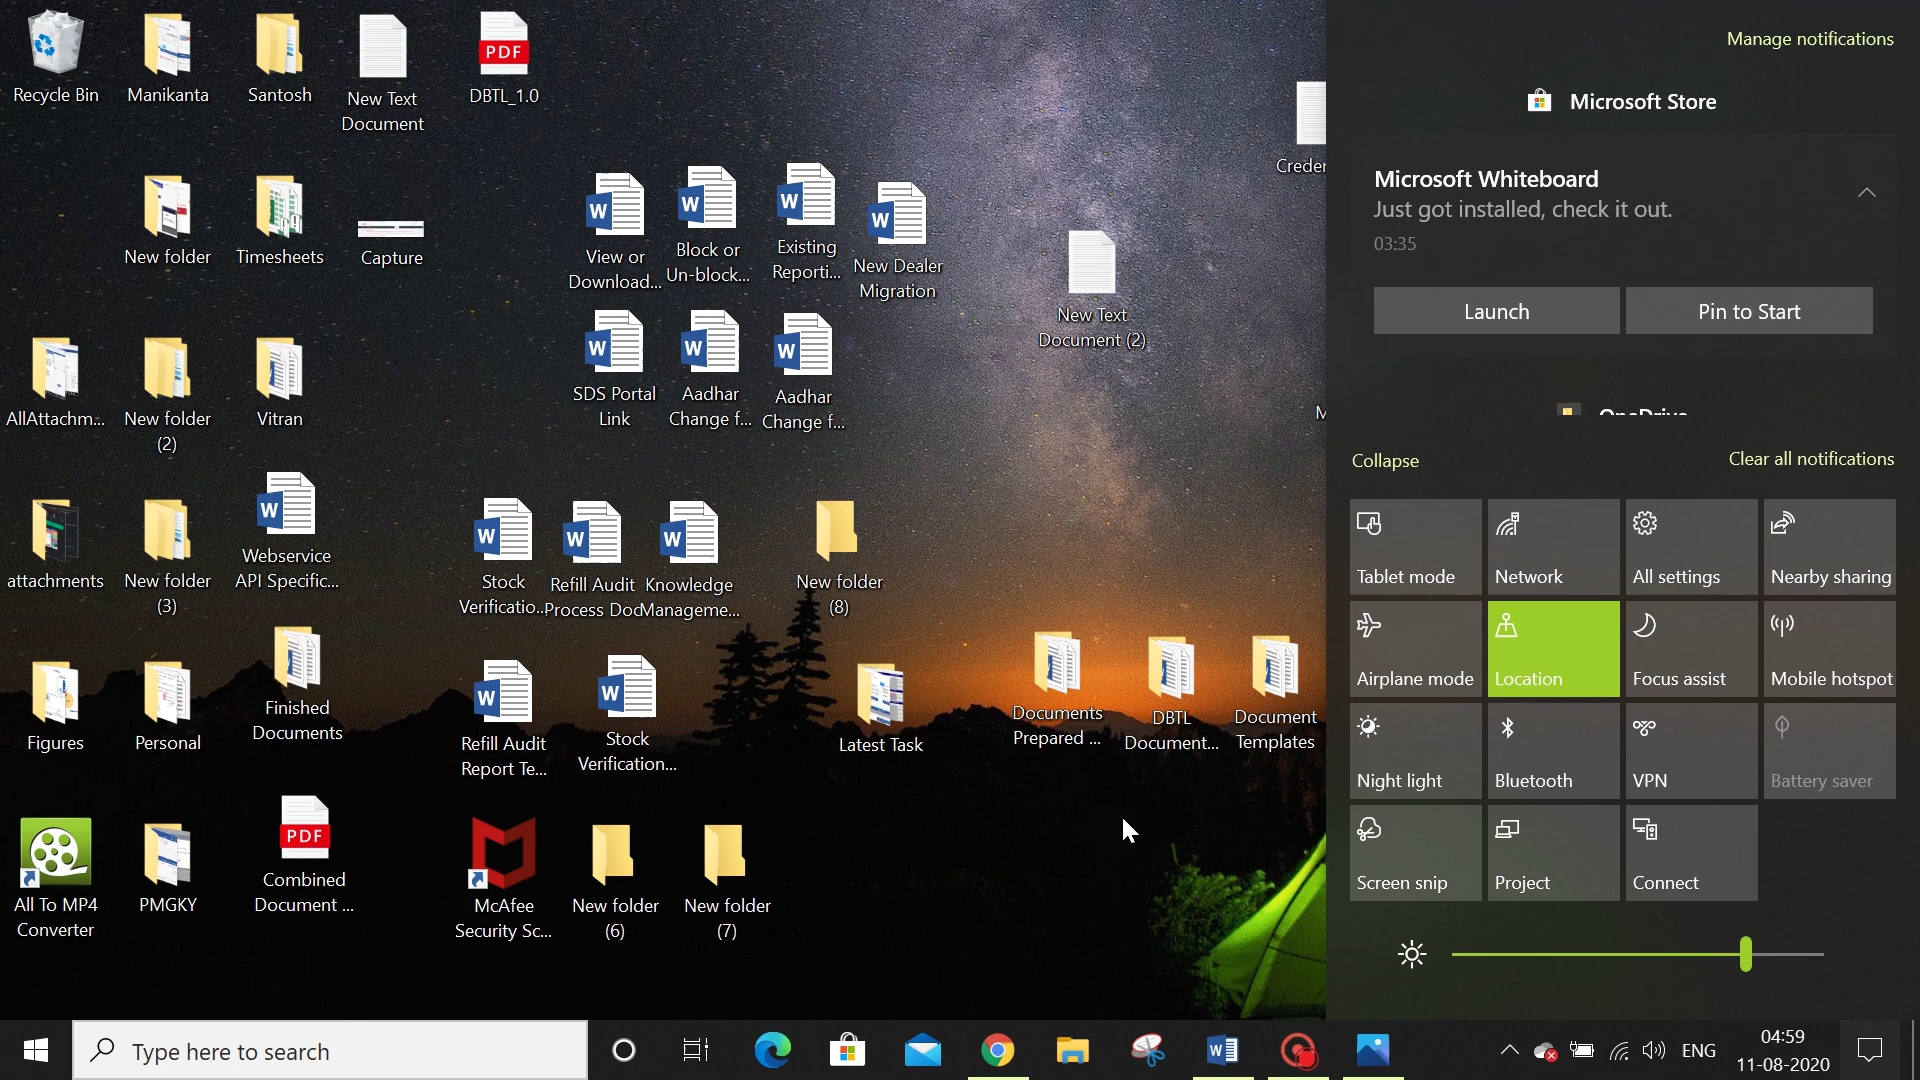 Recycle Bin
Manikanta
Santosh
New Text
Document
PDF
DBTL_1.0
Creden
New folder
Timesheets
Capture
View or
Download...
Block or
Un-block...
Existing
Reporti...
New Dealer
Migration
New Text
Document (2)
AllAttachm...
New folder
(2)
Vitran
SDS Portal
Link
Aadhar
Change f...
Aadhar
Change f...
attachments
New folder
(3)
Webservice
API Specific...
Stock
Verificatio...
Refill Audit
Process Doc
Knowledge
Manageme...
New folder
(8)
Figures
Personal
Finished
Documents
Refill Audit
Report Te...
Stock
Verification...
Latest Task
Documents
Prepared ...
DBTL
Document...
Document
Templates
All To MP4
Converter
PMGKY
PDF
Combined
Document ...
McAfee
Security Sc...
New folder
(6)
New folder
(7)
Manage notifications
Microsoft Store
Microsoft Whiteboard
Just got installed, check it out.
03:35
Launch
Pin to Start
OneDrive
Collapse
Clear all notifications
Tablet mode
Network
All settings
Nearby sharing
Airplane mode
Location
Focus assist
Mobile hotspot
Night light
Bluetooth
VPN
Battery saver
Screen snip
Project
Connect
Type here to search
ENG
04:59
11-08-2020